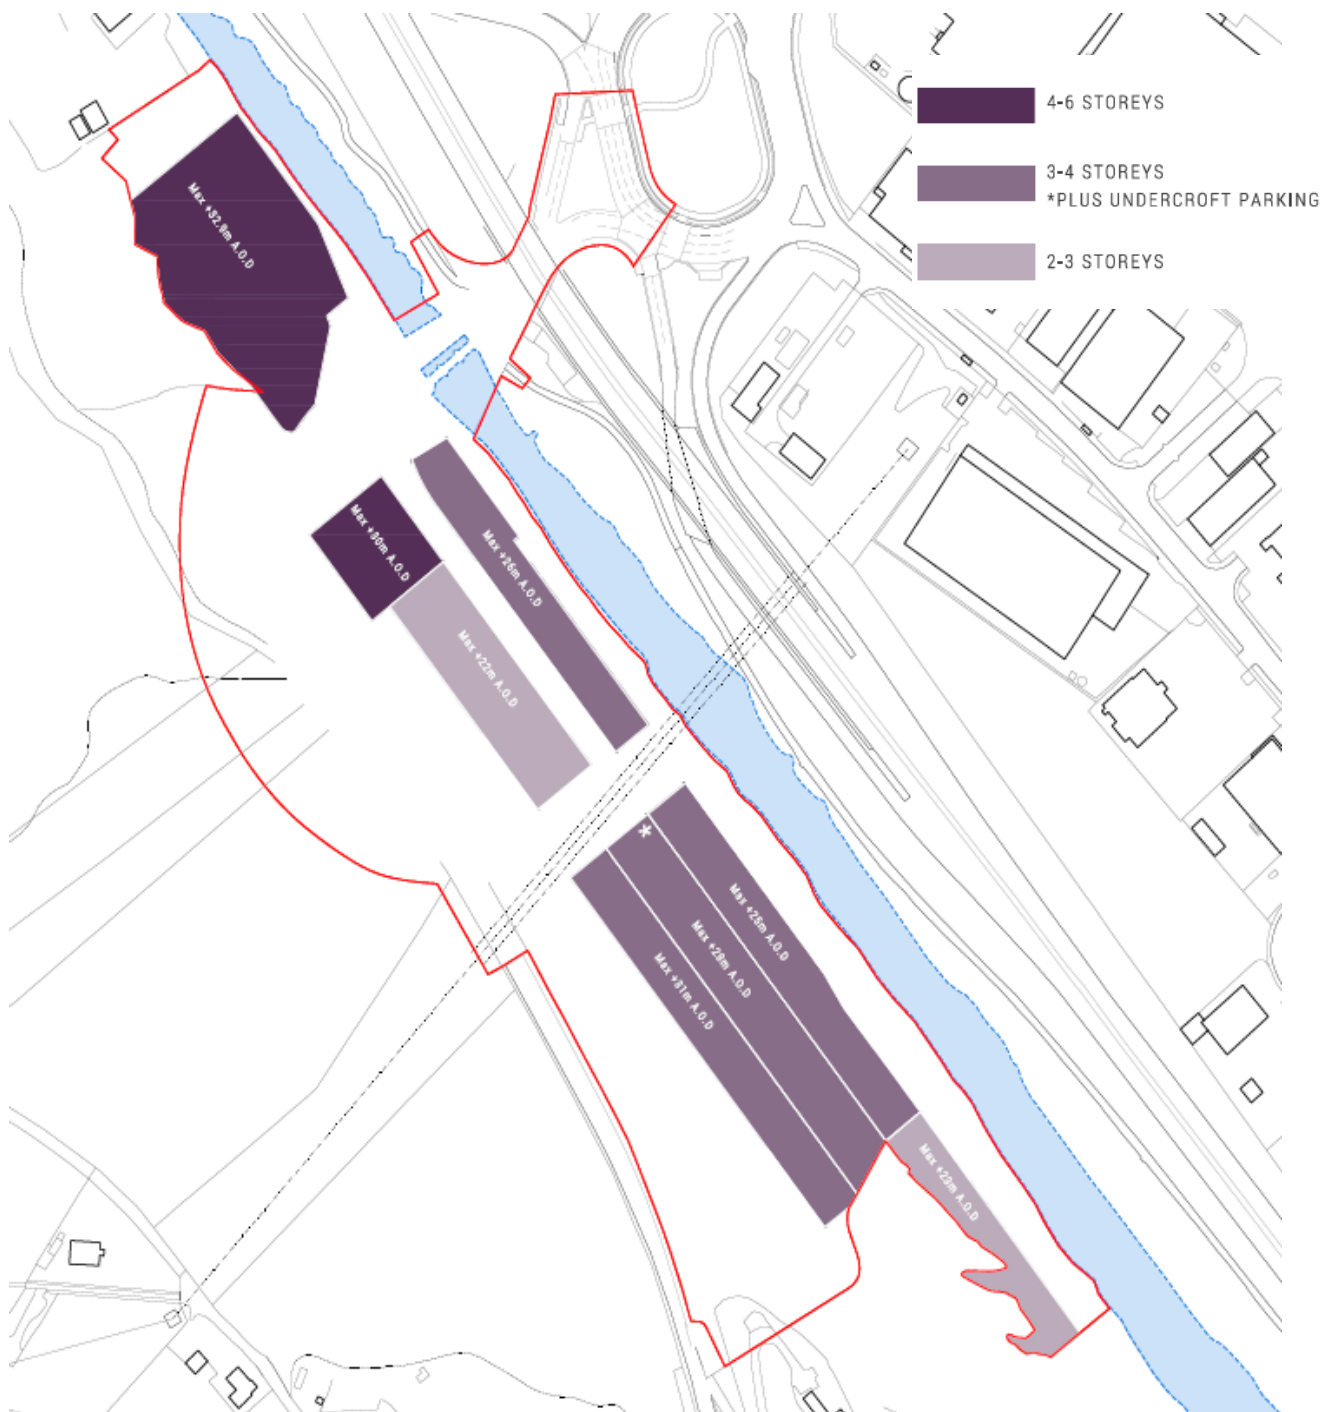 4-6 STOREYS
3-4 STOREYS
*PLUS UNDERCROFT PARKING
2-3 STOREYS
Max +32.9m A.O.D
Max +30m A.O.D
Max +26m A.O.D
Max +22m A.O.D
*
Max +25m A.O.D
Max +29m A.O.D
Max +31m A.O.D
Max +23m A.O.D